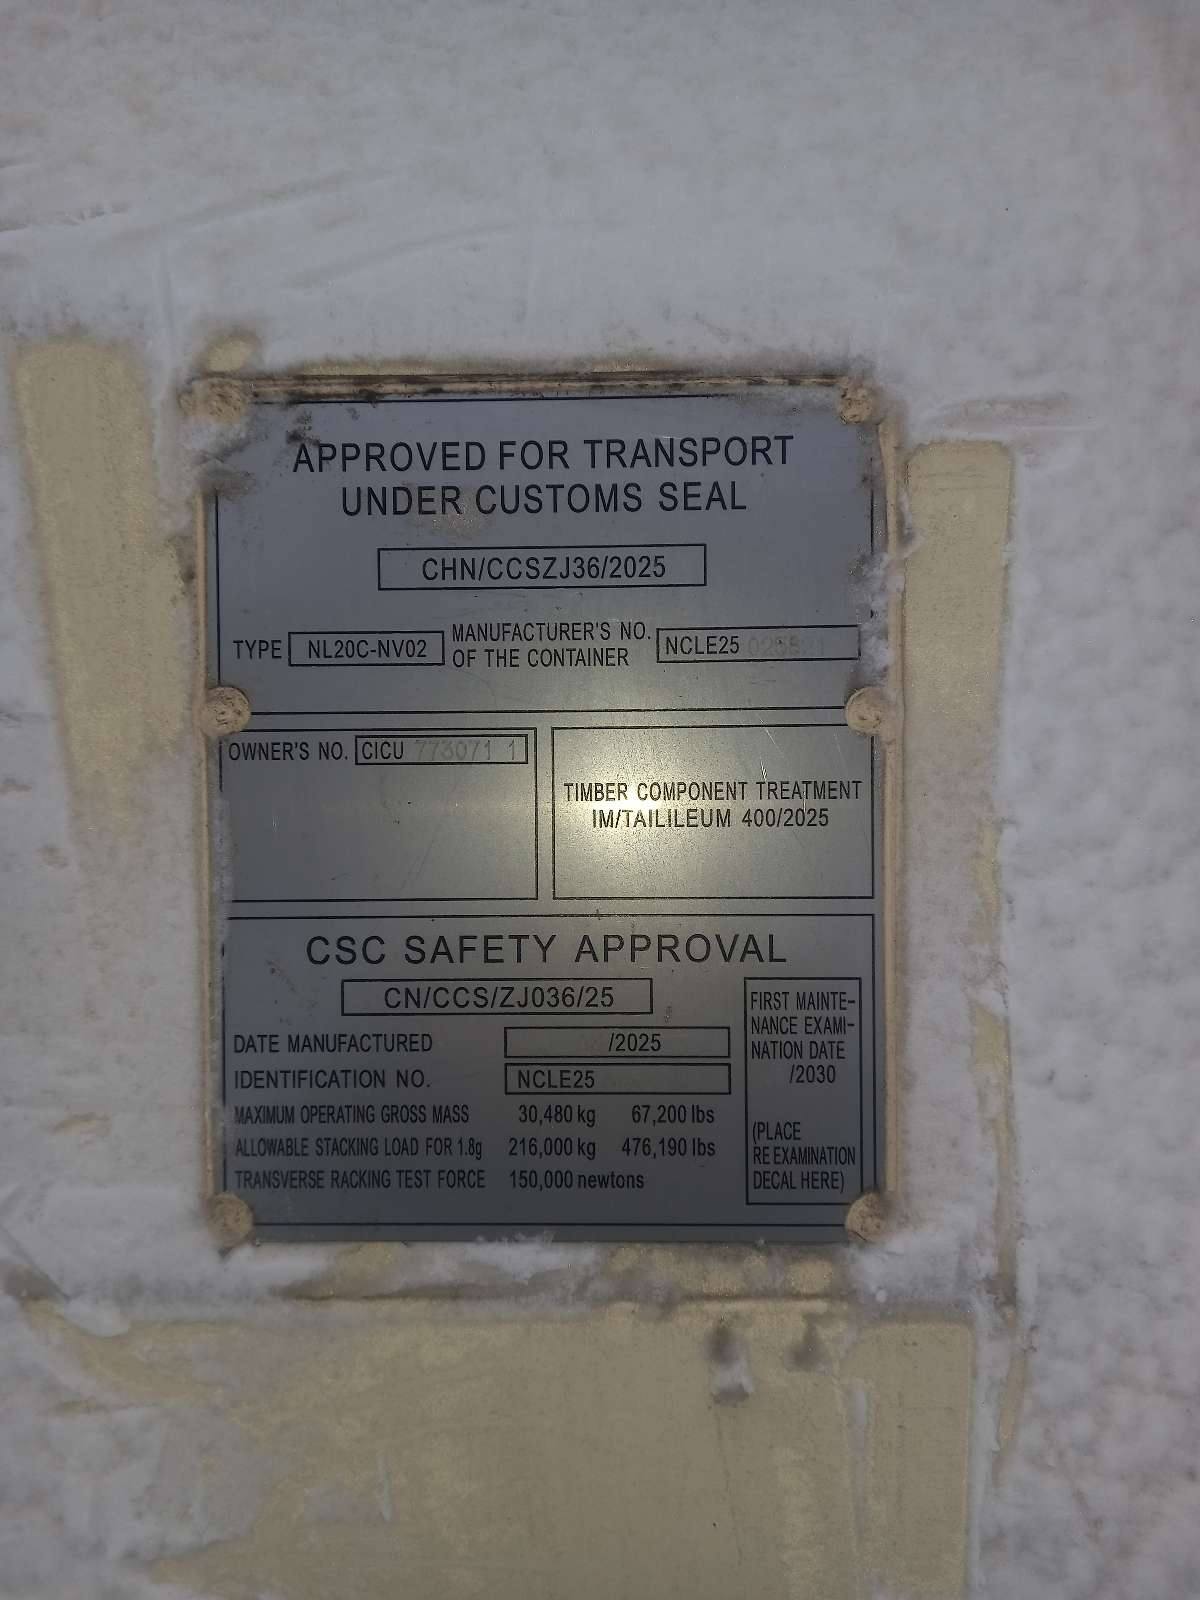 APPROVED FOR TRANSPORT
UNDER CUSTOMS SEAL
CHN/CCSZJ36/2025
TYPE NL20C-NV02
MANUFACTURER'S NO.
OF THE CONTAINER
NCLE25
OWNER'S NO. CICU 773071 1
TIMBER COMPONENT TREATMENT
IM/TAILILEUM 400/2025
CSC SAFETY APPROVAL
CN/CCS/ZJ036/25
DATE MANUFACTURED /2025
IDENTIFICATION NO. NCLE25
MAXIMUM OPERATING GROSS MASS 30,480 kg 67,200 lbs
ALLOWABLE STACKING LOAD FOR 1.8g 216,000 kg 476,190 lbs
TRANSVERSE RACKING TEST FORCE 150,000 newtons
FIRST MAINTE-
NANCE EXAMI-
NATION DATE
/2030
(PLACE
RE EXAMINATION
DECAL HERE)